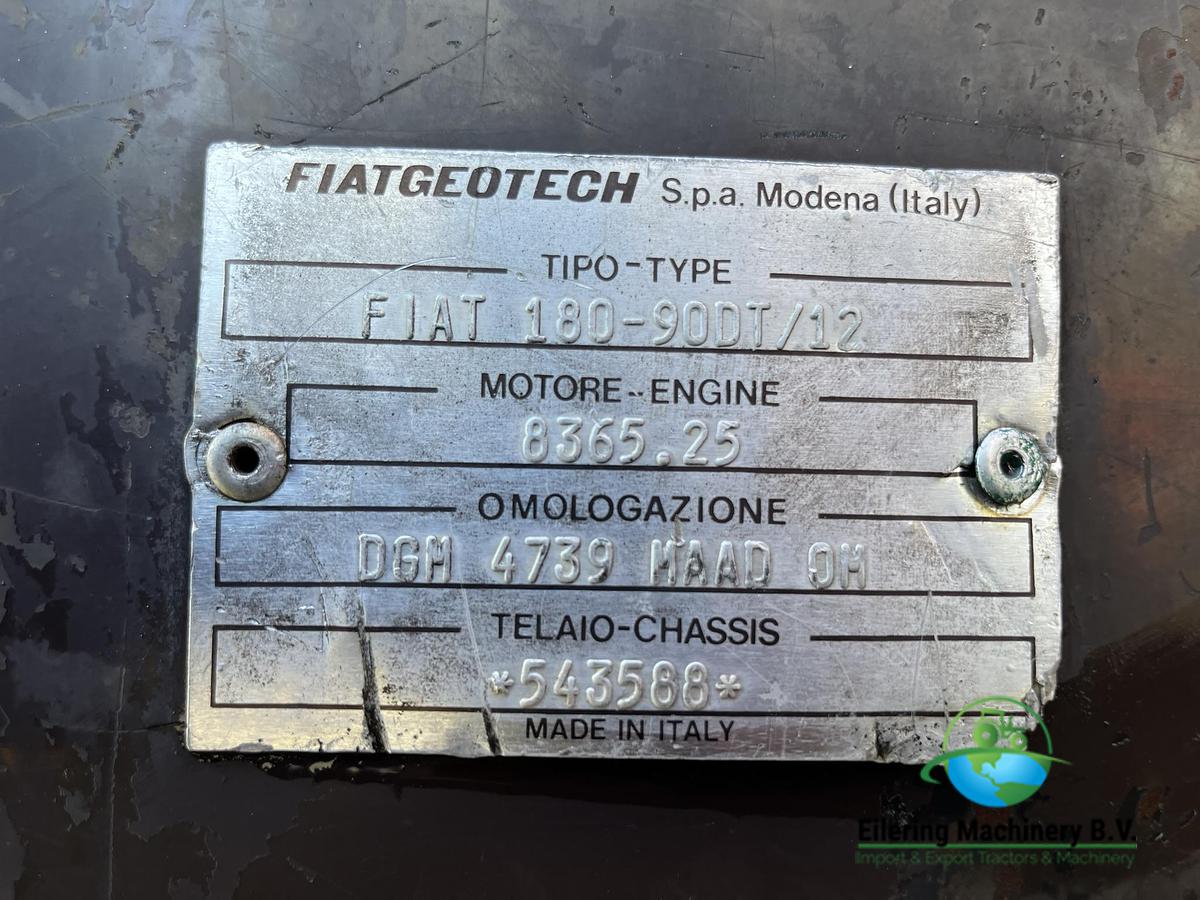 FIATGEOTECH S.p.a. Modena (Italy)
TIPO-TYPE
FIAT 180-90DT/12
MOTORE-ENGINE
8365.25
OMOLOGAZIONE
DGM 4739 MAAD OM
TELAIO-CHASSIS
*543588*
MADE IN ITALY
Eilering Machinery B.V.
Import & Export Tractors & Machinery